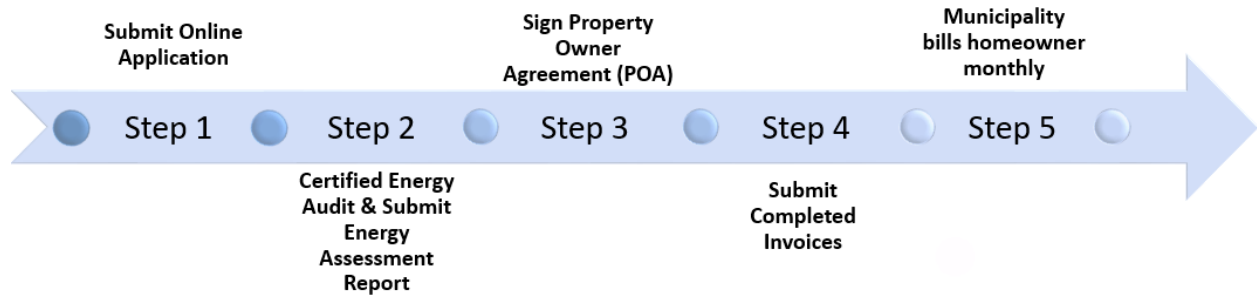 Submit Online
Application
Sign Property
Owner
Agreement (POA)
Municipality
bills homeowner
monthly
Step 1
Step 2
Step 3
Step 4
Step 5
Certified Energy
Audit & Submit
Energy
Assessment
Report
Submit
Completed
Invoices